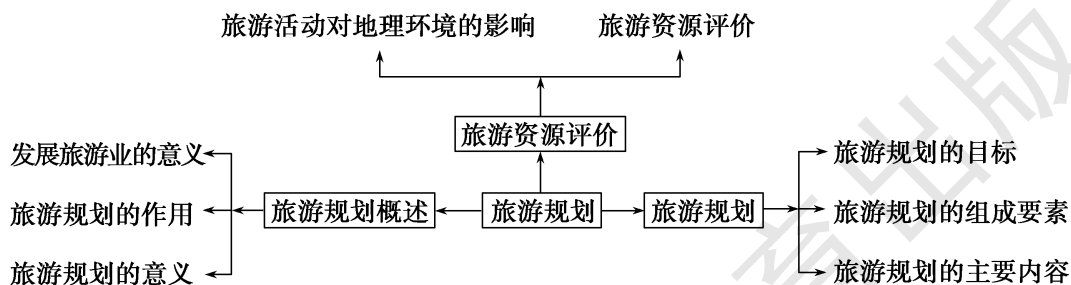 旅游活动对地理环境的影响 旅游资源评价
旅游资源评价
发展旅游业的意义
旅游规划的目标
旅游规划的作用
旅游规划概述
旅游规划
旅游规划
旅游规划的组成要素
旅游规划的意义
旅游规划的主要内容
育出版